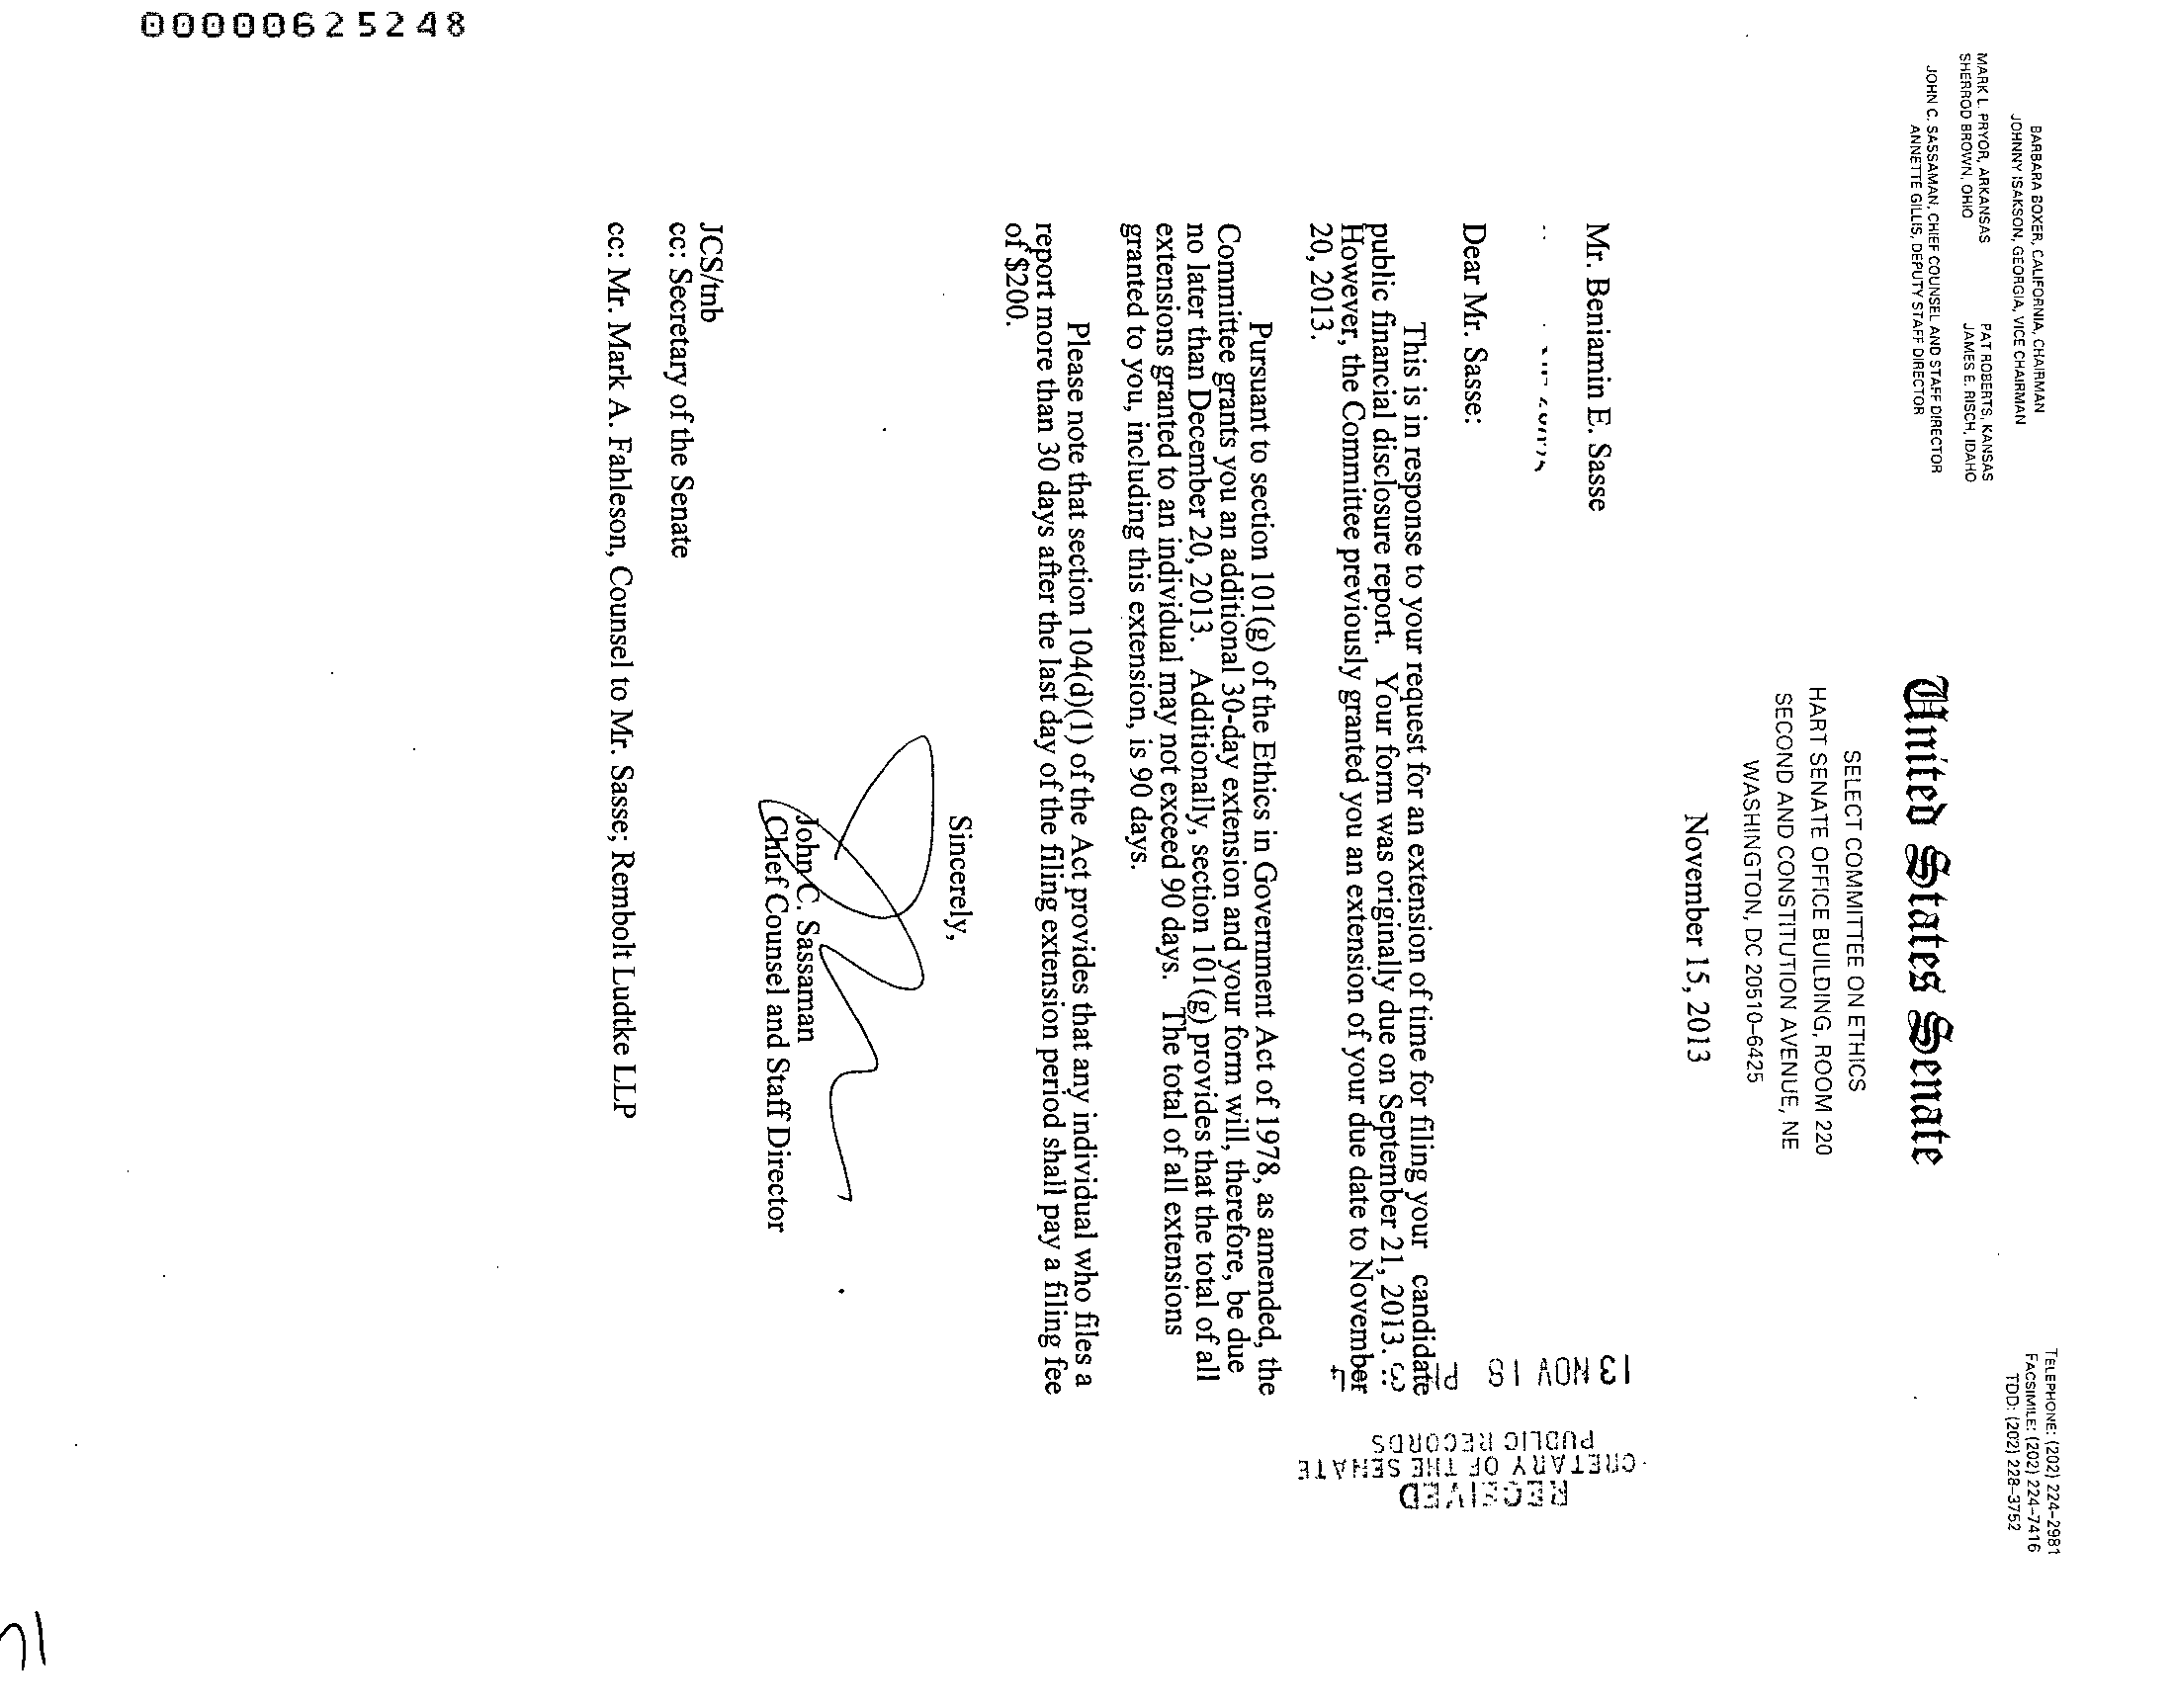 00000625248
BARBARA BOXER, CALIFORNIA, CHAIRMAN
JOHNNY ISAKSON, GEORGIA, VICE CHAIRMAN
MARK L. PRYOR, ARKANSAS PAT ROBERTS, KANSAS
SHERROD BROWN, OHIO JAMES E. RISCH, IDAHO
JOHN C. SASSAMAN, CHIEF COUNSEL AND STAFF DIRECTOR
ANNETTE GILLIS, DEPUTY STAFF DIRECTOR
TELEPHONE: (202) 224–2981
FACSIMILE: (202) 224–7416
TDD: (202) 228–3752
United States Senate
SELECT COMMITTEE ON ETHICS
HART SENATE OFFICE BUILDING, ROOM 220
SECOND AND CONSTITUTION AVENUE, NE
WASHINGTON, DC 20510–6425
November 15, 2013
RECEIVED
CRETARY OF THE SENATE
PUBLIC RECORDS
13 NOV 18 PM 3:
Mr. Benjamin E. Sasse
Dear Mr. Sasse:
This is in response to your request for an extension of time for filing your candidate
public financial disclosure report. Your form was originally due on September 21, 2013.
However, the Committee previously granted you an extension of your due date to November
20, 2013.
Pursuant to section 101(g) of the Ethics in Government Act of 1978, as amended, the
Committee grants you an additional 30-day extension and your form will, therefore, be due
no later than December 20, 2013. Additionally, section 101(g) provides that the total of all
extensions granted to an individual may not exceed 90 days. The total of all extensions
granted to you, including this extension, is 90 days.
Please note that section 104(d)(1) of the Act provides that any individual who files a
report more than 30 days after the last day of the filing extension period shall pay a filing fee
of $200.
Sincerely,
John C. Sassaman
Chief Counsel and Staff Director
JCS/tnb
cc: Secretary of the Senate
cc: Mr. Mark A. Fahleson, Counsel to Mr. Sasse; Rembolt Ludtke LLP